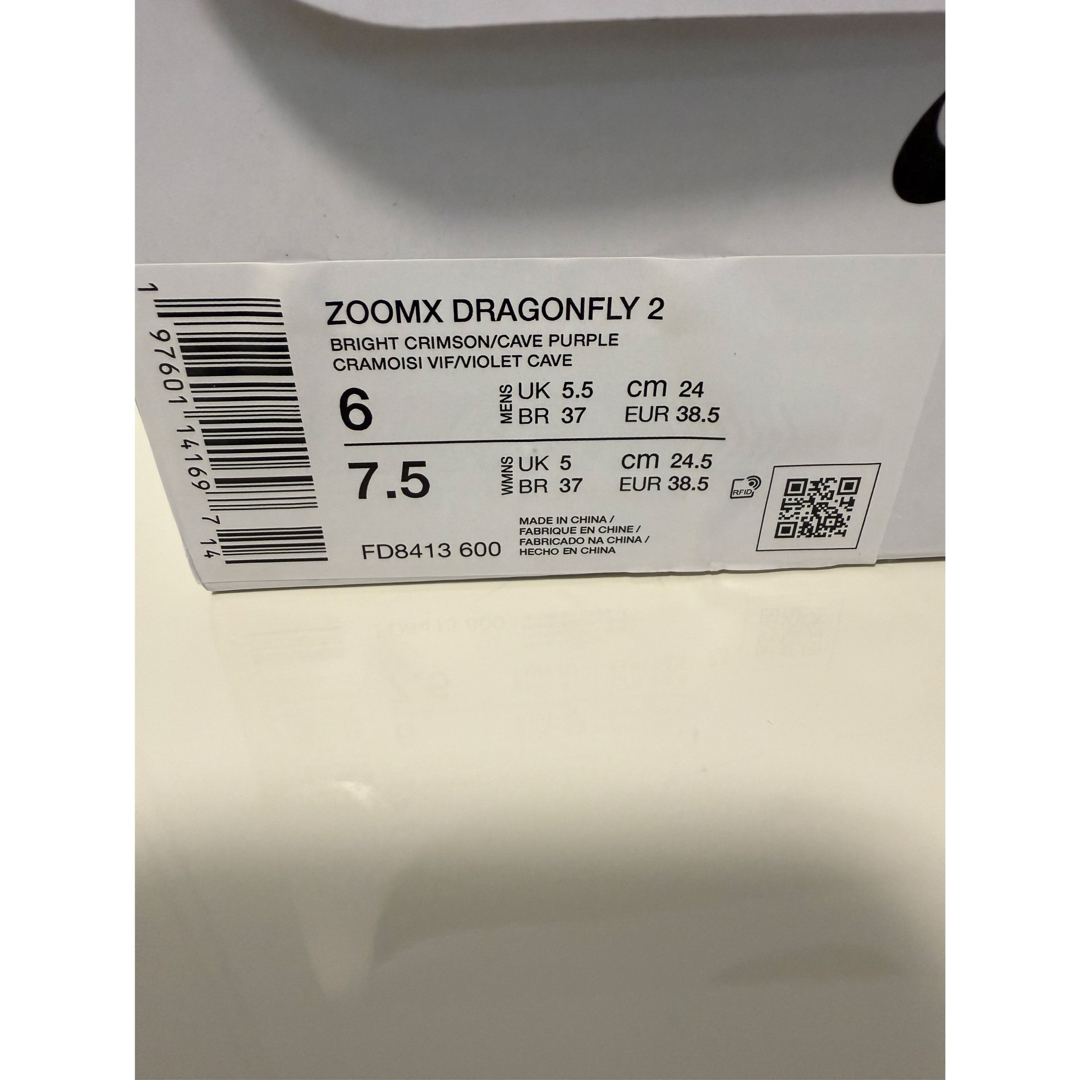 ZOOMX DRAGONFLY 2
BRIGHT CRIMSON/CAVE PURPLE
CRAMOISI VIF/VIOLET CAVE
6 MENS UK 5.5 cm 24
BR 37 EUR 38.5
7.5 WMNS UK 5 cm 24.5
BR 37 EUR 38.5
RFID
FD8413 600
MADE IN CHINA /
FABRIQUE EN CHINE /
FABRICADO NA CHINA /
HECHO EN CHINA
1 97601 14169 7 14